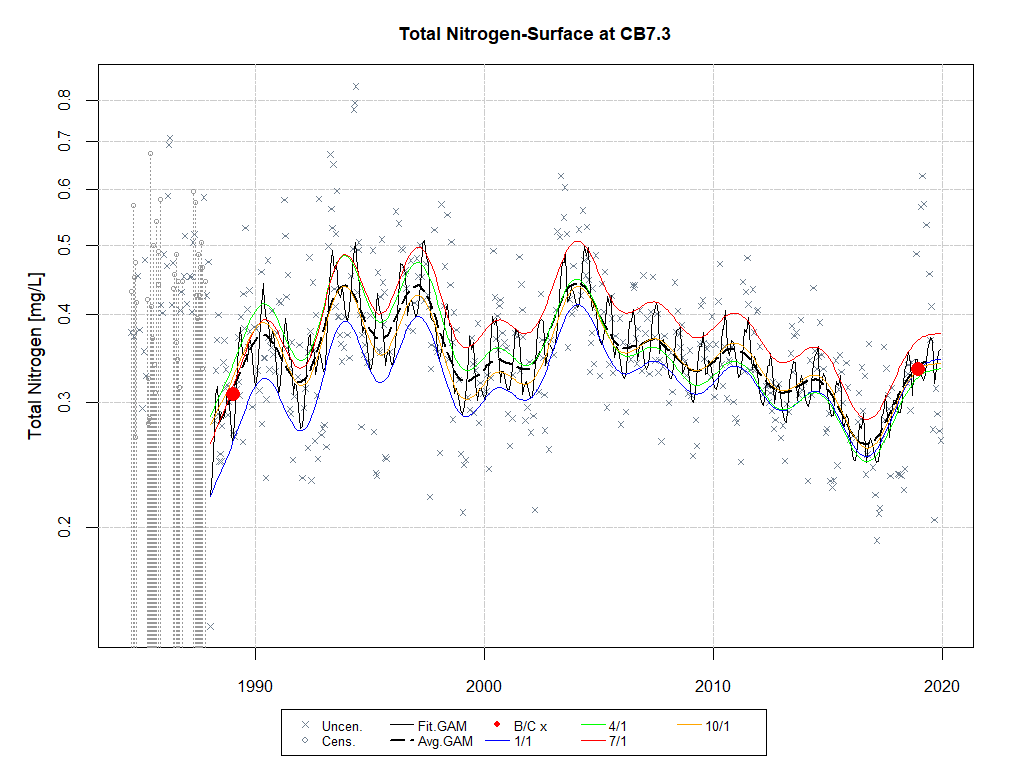 Total Nitrogen-Surface at CB7.3
Total Nitrogen [mg/L]
0.8
0.7
0.6
0.5
0.4
0.3
0.2
1990 2000 2010 2020
Uncen. Fit.GAM B/C x 4/1 10/1
Cens. Avg.GAM 1/1 7/1